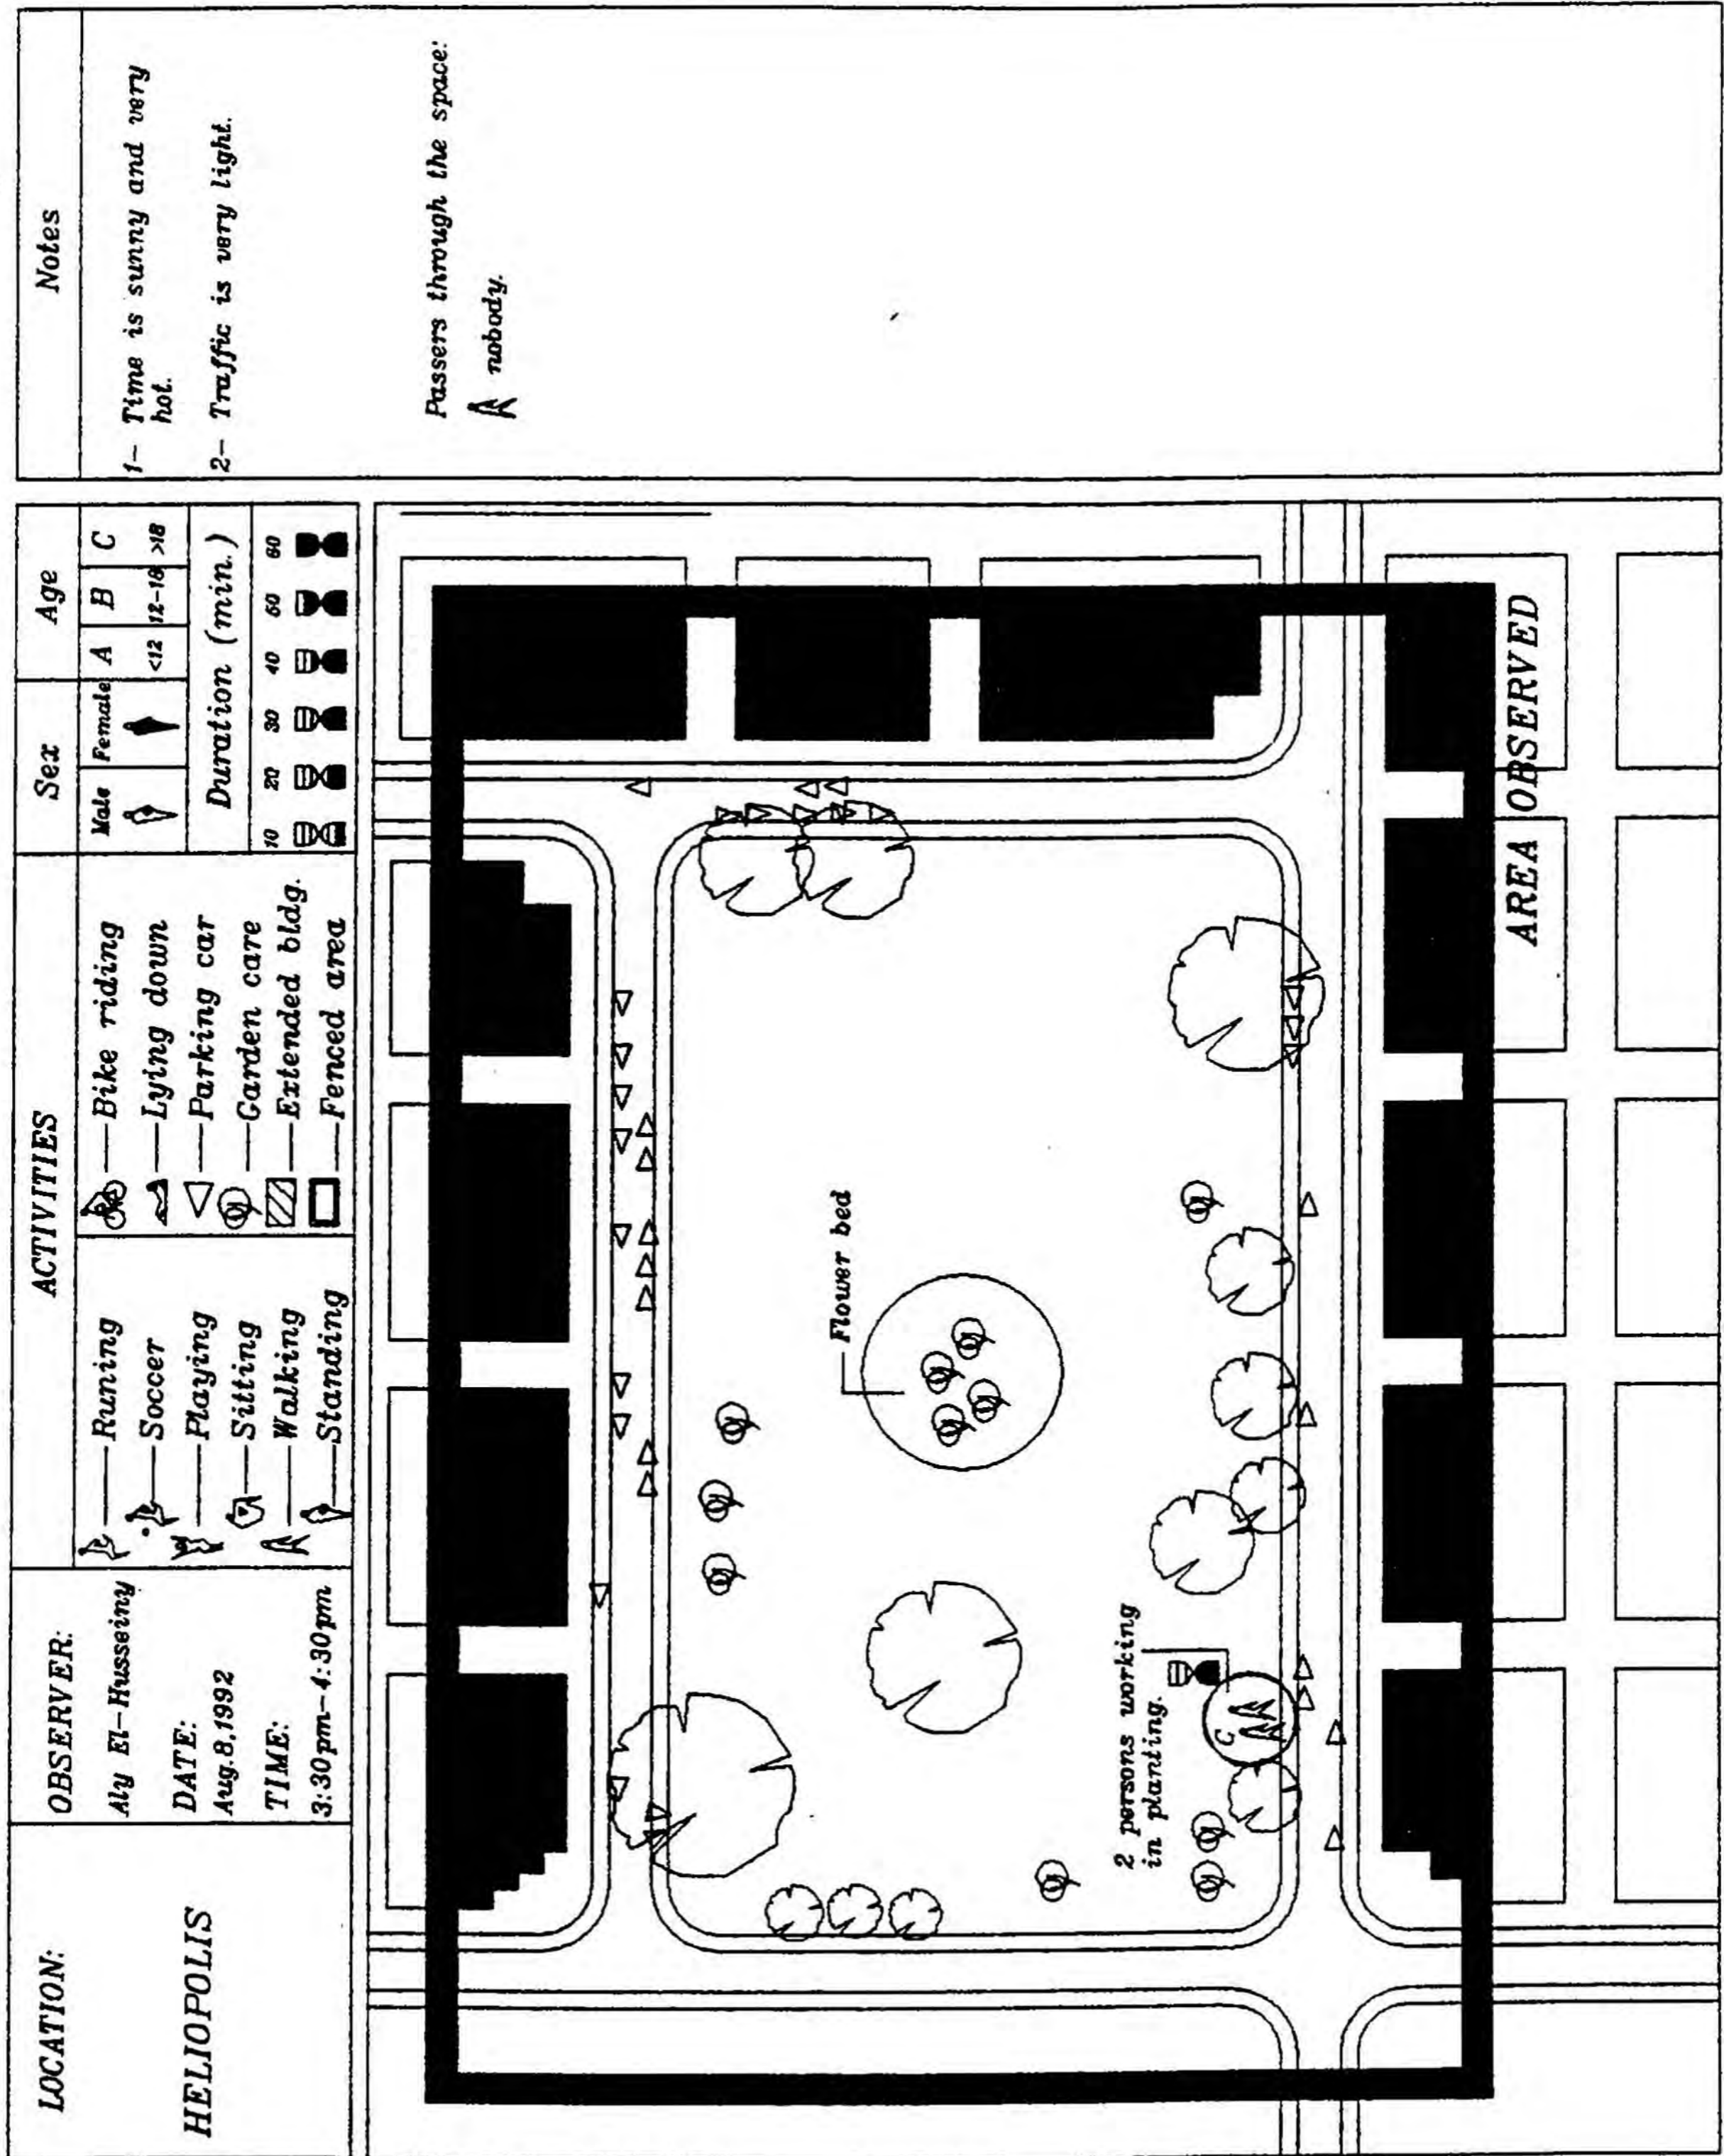 LOCATION:
HELIOPOLIS
OBSERVER:
Aly El-Husseiny
DATE:
Aug.8,1992
TIME:
3:30pm-4:30pm
ACTIVITIES
Runing
Soccer
Playing
Sitting
Walking
Standing
Bike riding
Lying down
Parking car
Garden care
Extended bldg.
Fenced area
Sex
Male Female
Age
A B C
<12 12-18 >18
Duration (min.)
10 20 30 40 50 60
Notes
1- Time is sunny and very
hot.
2- Traffic is very light.
Passers through the space:
nobody.
Flower bed
2 persons working
in planting.
C
AREA OBSERVED